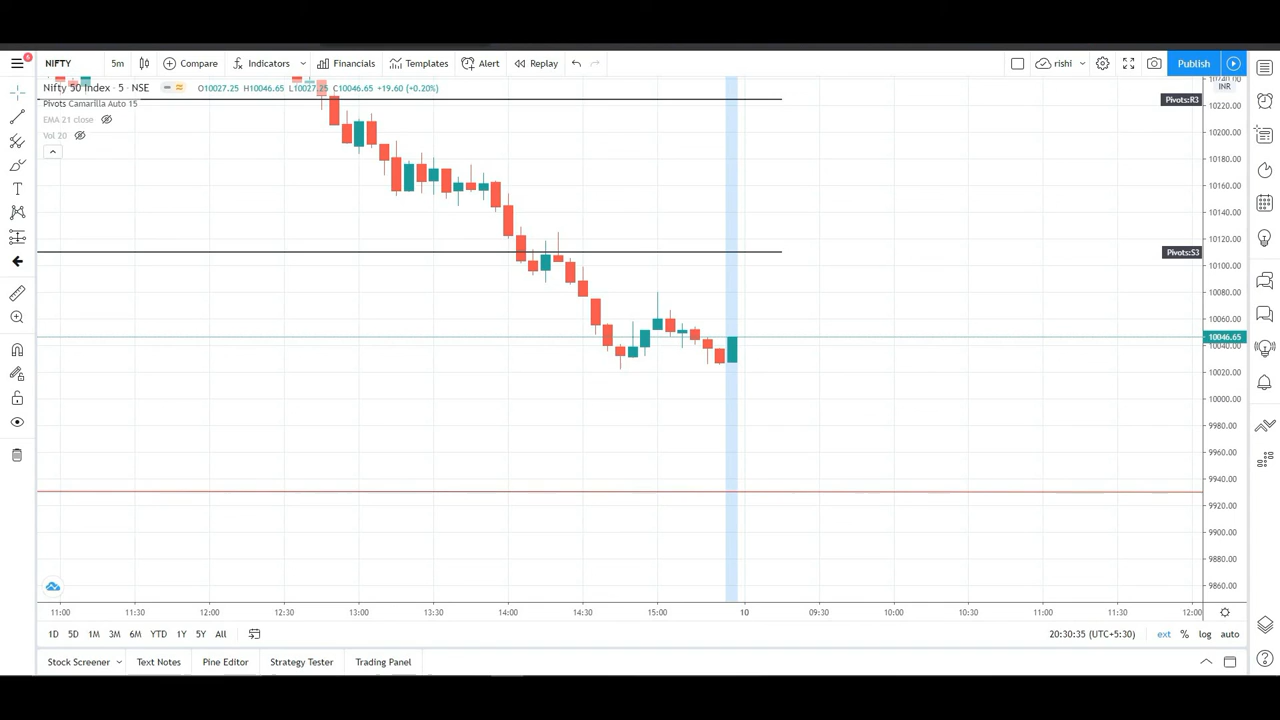 NIFTY 5m Compare Indicators Financials Templates Alert Replay rishi Publish
Nifty 50 Index · 5 · NSE O10027.25 H10046.65 L10027.25 C10046.65 +19.60 (+0.20%)
Pivots Camarilla Auto 15
EMA 21 close
Vol 20
INR
10240.00
Pivots:R3
10220.00
10200.00
10180.00
10160.00
10140.00
10120.00
Pivots:S3
10100.00
10080.00
10060.00
10046.65
10040.00
10020.00
10000.00
9980.00
9960.00
9940.00
9920.00
9900.00
9880.00
9860.00
11:00 11:30 12:00 12:30 13:00 13:30 14:00 14:30 15:00 10 09:30 10:00 10:30 11:00 11:30 12:00
1D 5D 1M 3M 6M YTD 1Y 5Y All 20:30:35 (UTC+5:30) ext % log auto
Stock Screener Text Notes Pine Editor Strategy Tester Trading Panel